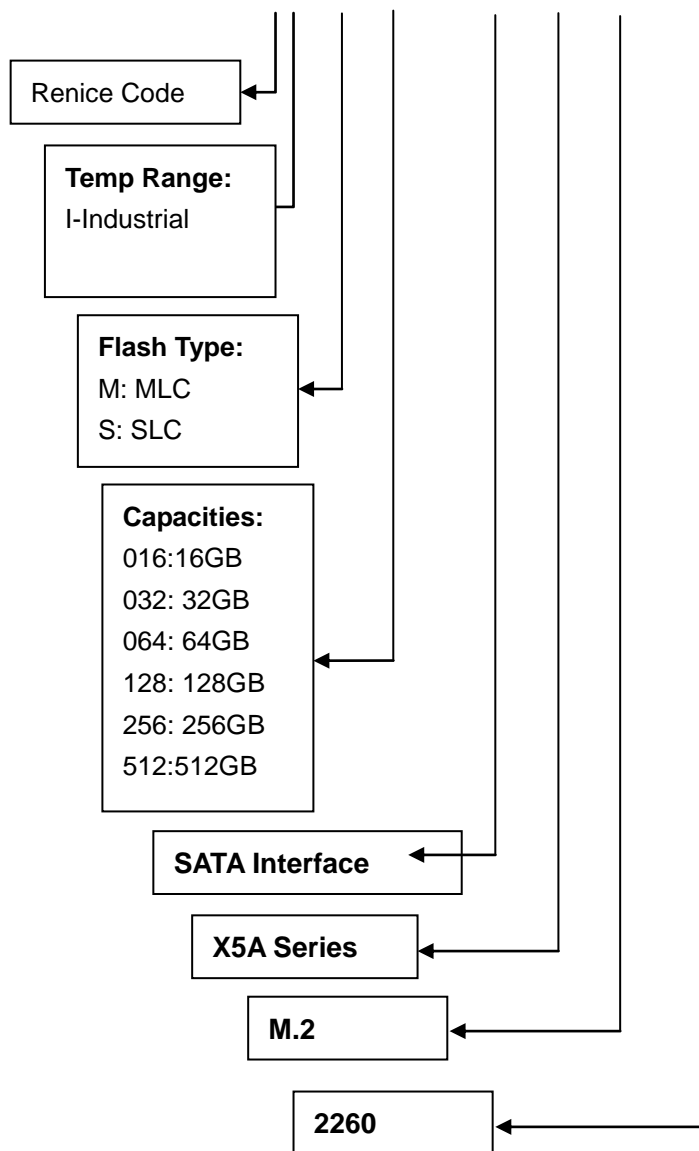 Renice Code
Temp Range:
I-Industrial
Flash Type:
M: MLC
S: SLC
Capacities:
016:16GB
032: 32GB
064: 64GB
128: 128GB
256: 256GB
512:512GB
SATA Interface
X5A Series
M.2
2260